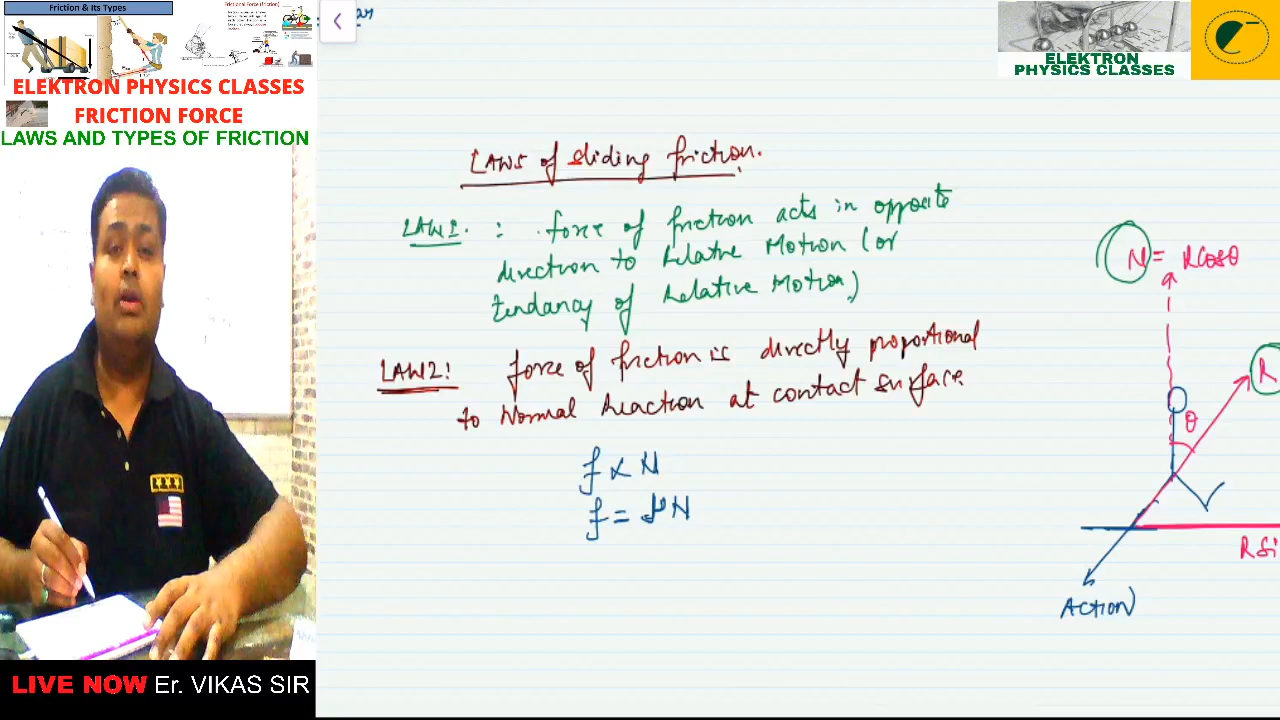 Friction & Its Types
Frictional Force
ELEKTRON PHYSICS CLASSES
FRICTION FORCE
LAWS AND TYPES OF FRICTION
LIVE NOW Er. VIKAS SIR
ELEKTRON
PHYSICS CLASSES
LAWS of sliding friction.
LAW1. : force of friction acts in opposite
direction to Relative Motion (or
tendancy of Relative Motion)
LAW2: force of friction is directly proportional
to Normal Reaction at contact surface
f ∝ N
f = μN
N = R cosθ
R
θ
R Si
ACTION